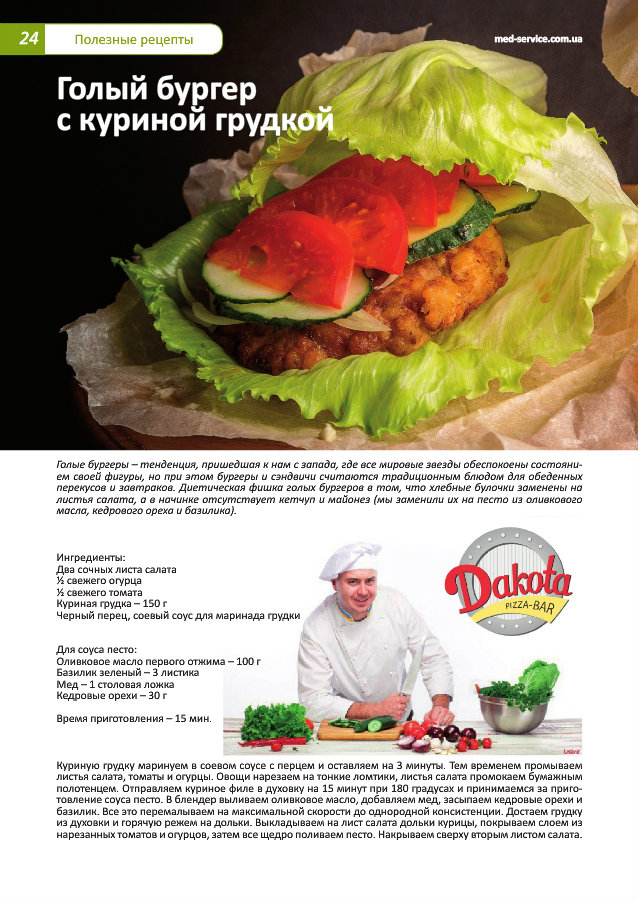 24
Полезные рецепты
med-service.com.ua
Голый бургер
с куриной грудкой
Голые бургеры – тенденция, пришедшая к нам с запада, где все мировые звезды обеспокоены состояни-
ем своей фигуры, но при этом бургеры и сэндвичи считаются традиционным блюдом для обеденных
перекусов и завтраков. Диетическая фишка голых бургеров в том, что хлебные булочки заменены на
листья салата, а в начинке отсутствует кетчуп и майонез (мы заменили их на песто из оливкового
масла, кедрового ореха и базилика).
Ингредиенты:
Два сочных листа салата
½ свежего огурца
½ свежего томата
Куриная грудка – 150 г
Черный перец, соевый соус для маринада грудки
Dakota
PIZZA-BAR
Для соуса песто:
Оливковое масло первого отжима – 100 г
Базилик зеленый – 3 листика
Мед – 1 столовая ложка
Кедровые орехи – 30 г
Время приготовления – 15 мин.
Куриную грудку маринуем в соевом соусе с перцем и оставляем на 3 минуты. Тем временем промываем
листья салата, томаты и огурцы. Овощи нарезаем на тонкие ломтики, листья салата промокаем бумажным
полотенцем. Отправляем куриное филе в духовку на 15 минут при 180 градусах и принимаемся за приго-
товление соуса песто. В блендер выливаем оливковое масло, добавляем мед, засыпаем кедровые орехи и
базилик. Все это перемалываем на максимальной скорости до однородной консистенции. Достаем грудку
из духовки и горячую режем на дольки. Выкладываем на лист салата дольки курицы, покрываем слоем из
нарезанных томатов и огурцов, затем все щедро поливаем песто. Накрываем сверху вторым листом салата.